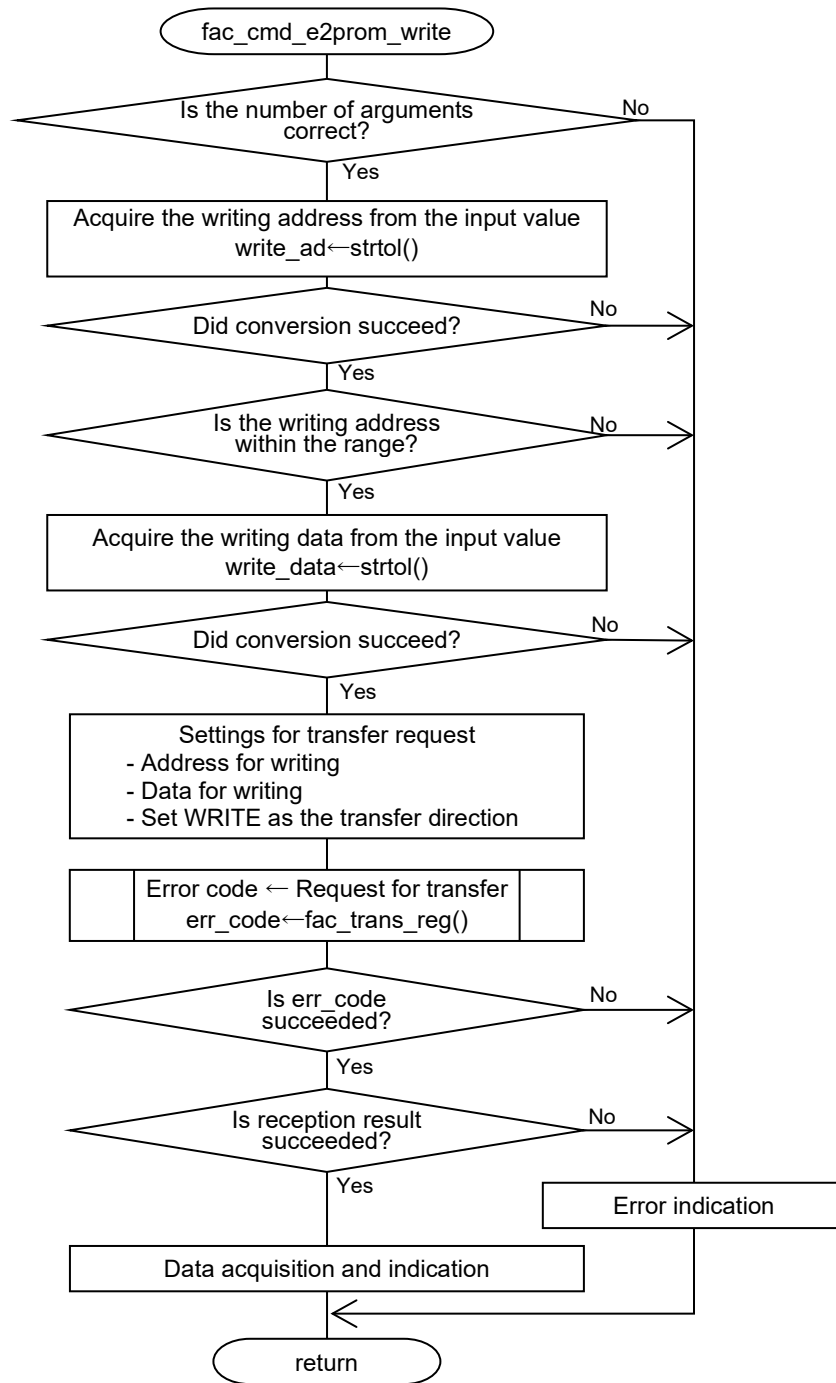 fac_cmd_e2prom_write
Is the number of arguments
correct?
No
Yes
Acquire the writing address from the input value
write_ad←strtol()
Did conversion succeed?
No
Yes
Is the writing address
within the range?
No
Yes
Acquire the writing data from the input value
write_data←strtol()
Did conversion succeed?
No
Yes
Settings for transfer request
- Address for writing
- Data for writing
- Set WRITE as the transfer direction
Error code ← Request for transfer
err_code←fac_trans_reg()
Is err_code
succeeded?
No
Yes
Is reception result
succeeded?
No
Yes
Error indication
Data acquisition and indication
return